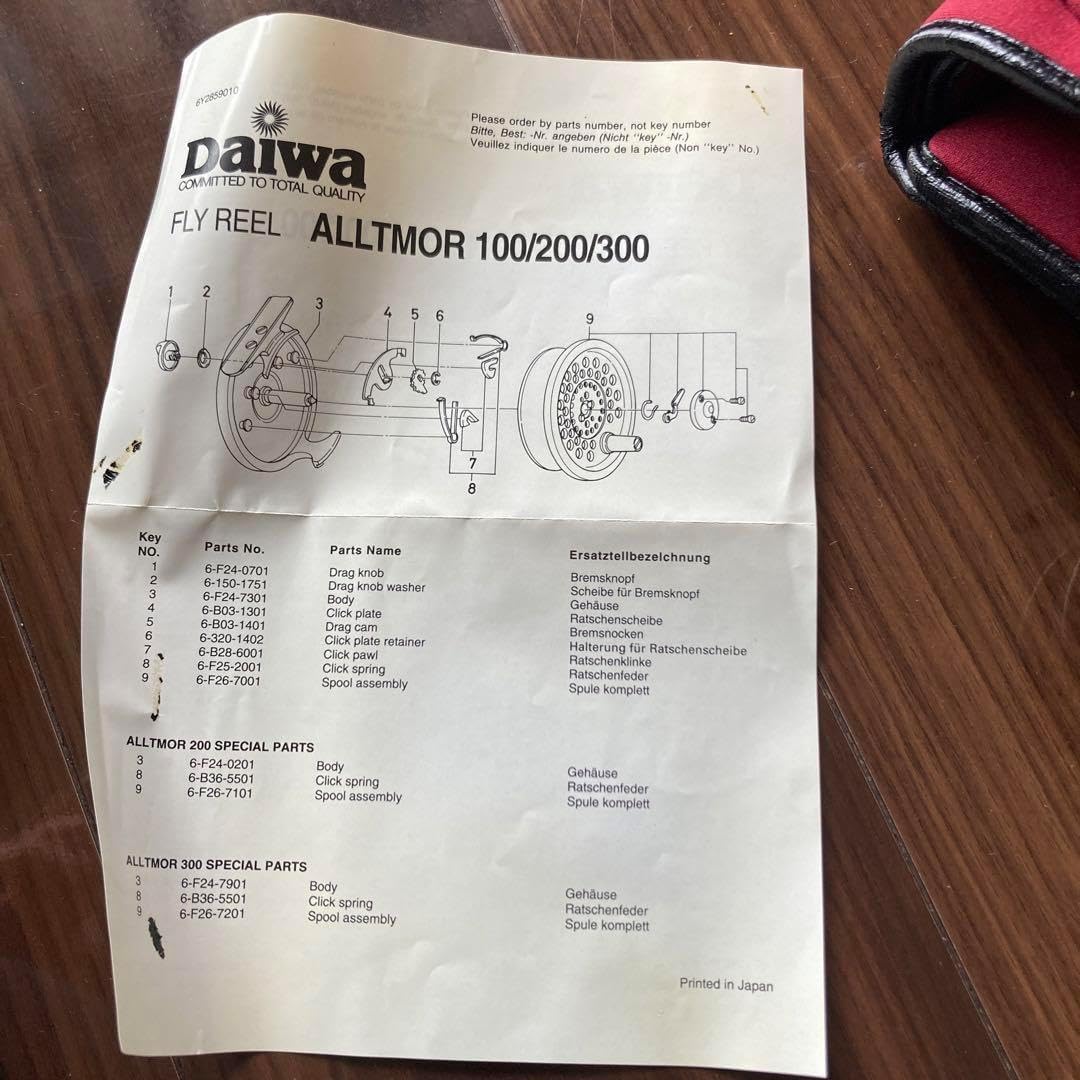 6Y2859010
Daiwa
COMMITTED TO TOTAL QUALITY
Please order by parts number, not key number
Bitte, Best: -Nr. angeben (Nicht "key" -Nr.)
Veuillez indiquer le numero de la pièce (Non "key" No.)
FLY REEL ALLTMOR 100/200/300
1 2 3 4 5 6 9
7
8
Key NO. Parts No. Parts Name Ersatztellbezelchnung
1 6-F24-0701 Drag knob Bremsknopf
2 6-150-1751 Drag knob washer Scheibe für Bremsknopf
3 6-F24-7301 Body Gehäuse
4 6-B03-1301 Click plate Ratschenscheibe
5 6-B03-1401 Drag cam Bremsnocken
6 6-320-1402 Click plate retainer Halterung für Ratschenscheibe
7 6-B28-6001 Click pawl Ratschenklinke
8 6-F25-2001 Click spring Ratschenfeder
9 6-F26-7001 Spool assembly Spule komplett
ALLTMOR 200 SPECIAL PARTS
3 6-F24-0201 Body Gehäuse
8 6-B36-5501 Click spring Ratschenfeder
9 6-F26-7101 Spool assembly Spule komplett
ALLTMOR 300 SPECIAL PARTS
3 6-F24-7901 Body Gehäuse
8 6-B36-5501 Click spring Ratschenfeder
9 6-F26-7201 Spool assembly Spule komplett
Printed in Japan